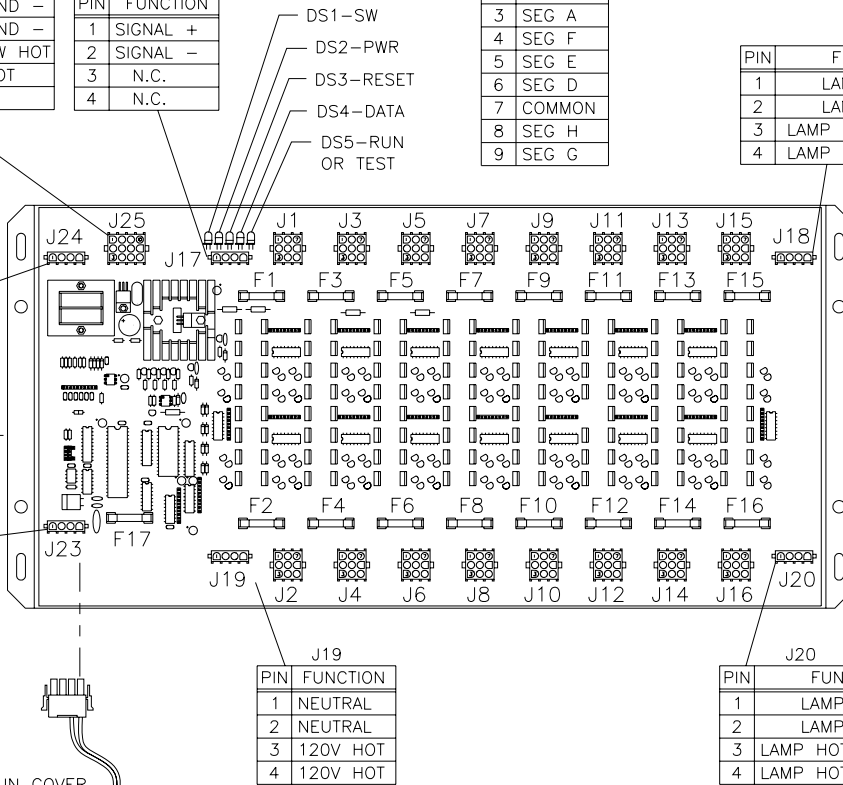 ND -
ND -
W HOT
OT
PIN FUNCTION
1 SIGNAL +
2 SIGNAL -
3 N.C.
4 N.C.
DS1-SW
DS2-PWR
DS3-RESET
DS4-DATA
DS5-RUN
OR TEST
3 SEG A
4 SEG F
5 SEG E
6 SEG D
7 COMMON
8 SEG H
9 SEG G
PIN F
1 LA
2 LA
3 LAMP
4 LAMP
J24 J25 J17 J1 J3 J5 J7 J9 J11 J13 J15 J18
F1 F3 F5 F7 F9 F11 F13 F15
F2 F4 F6 F8 F10 F12 F14 F16
F17
J23 J19 J2 J4 J6 J8 J10 J12 J14 J16 J20
J19
PIN FUNCTION
1 NEUTRAL
2 NEUTRAL
3 120V HOT
4 120V HOT
J20
PIN FUN
1 LAMP
2 LAMP
3 LAMP HOT
4 LAMP HOT
UN COVER